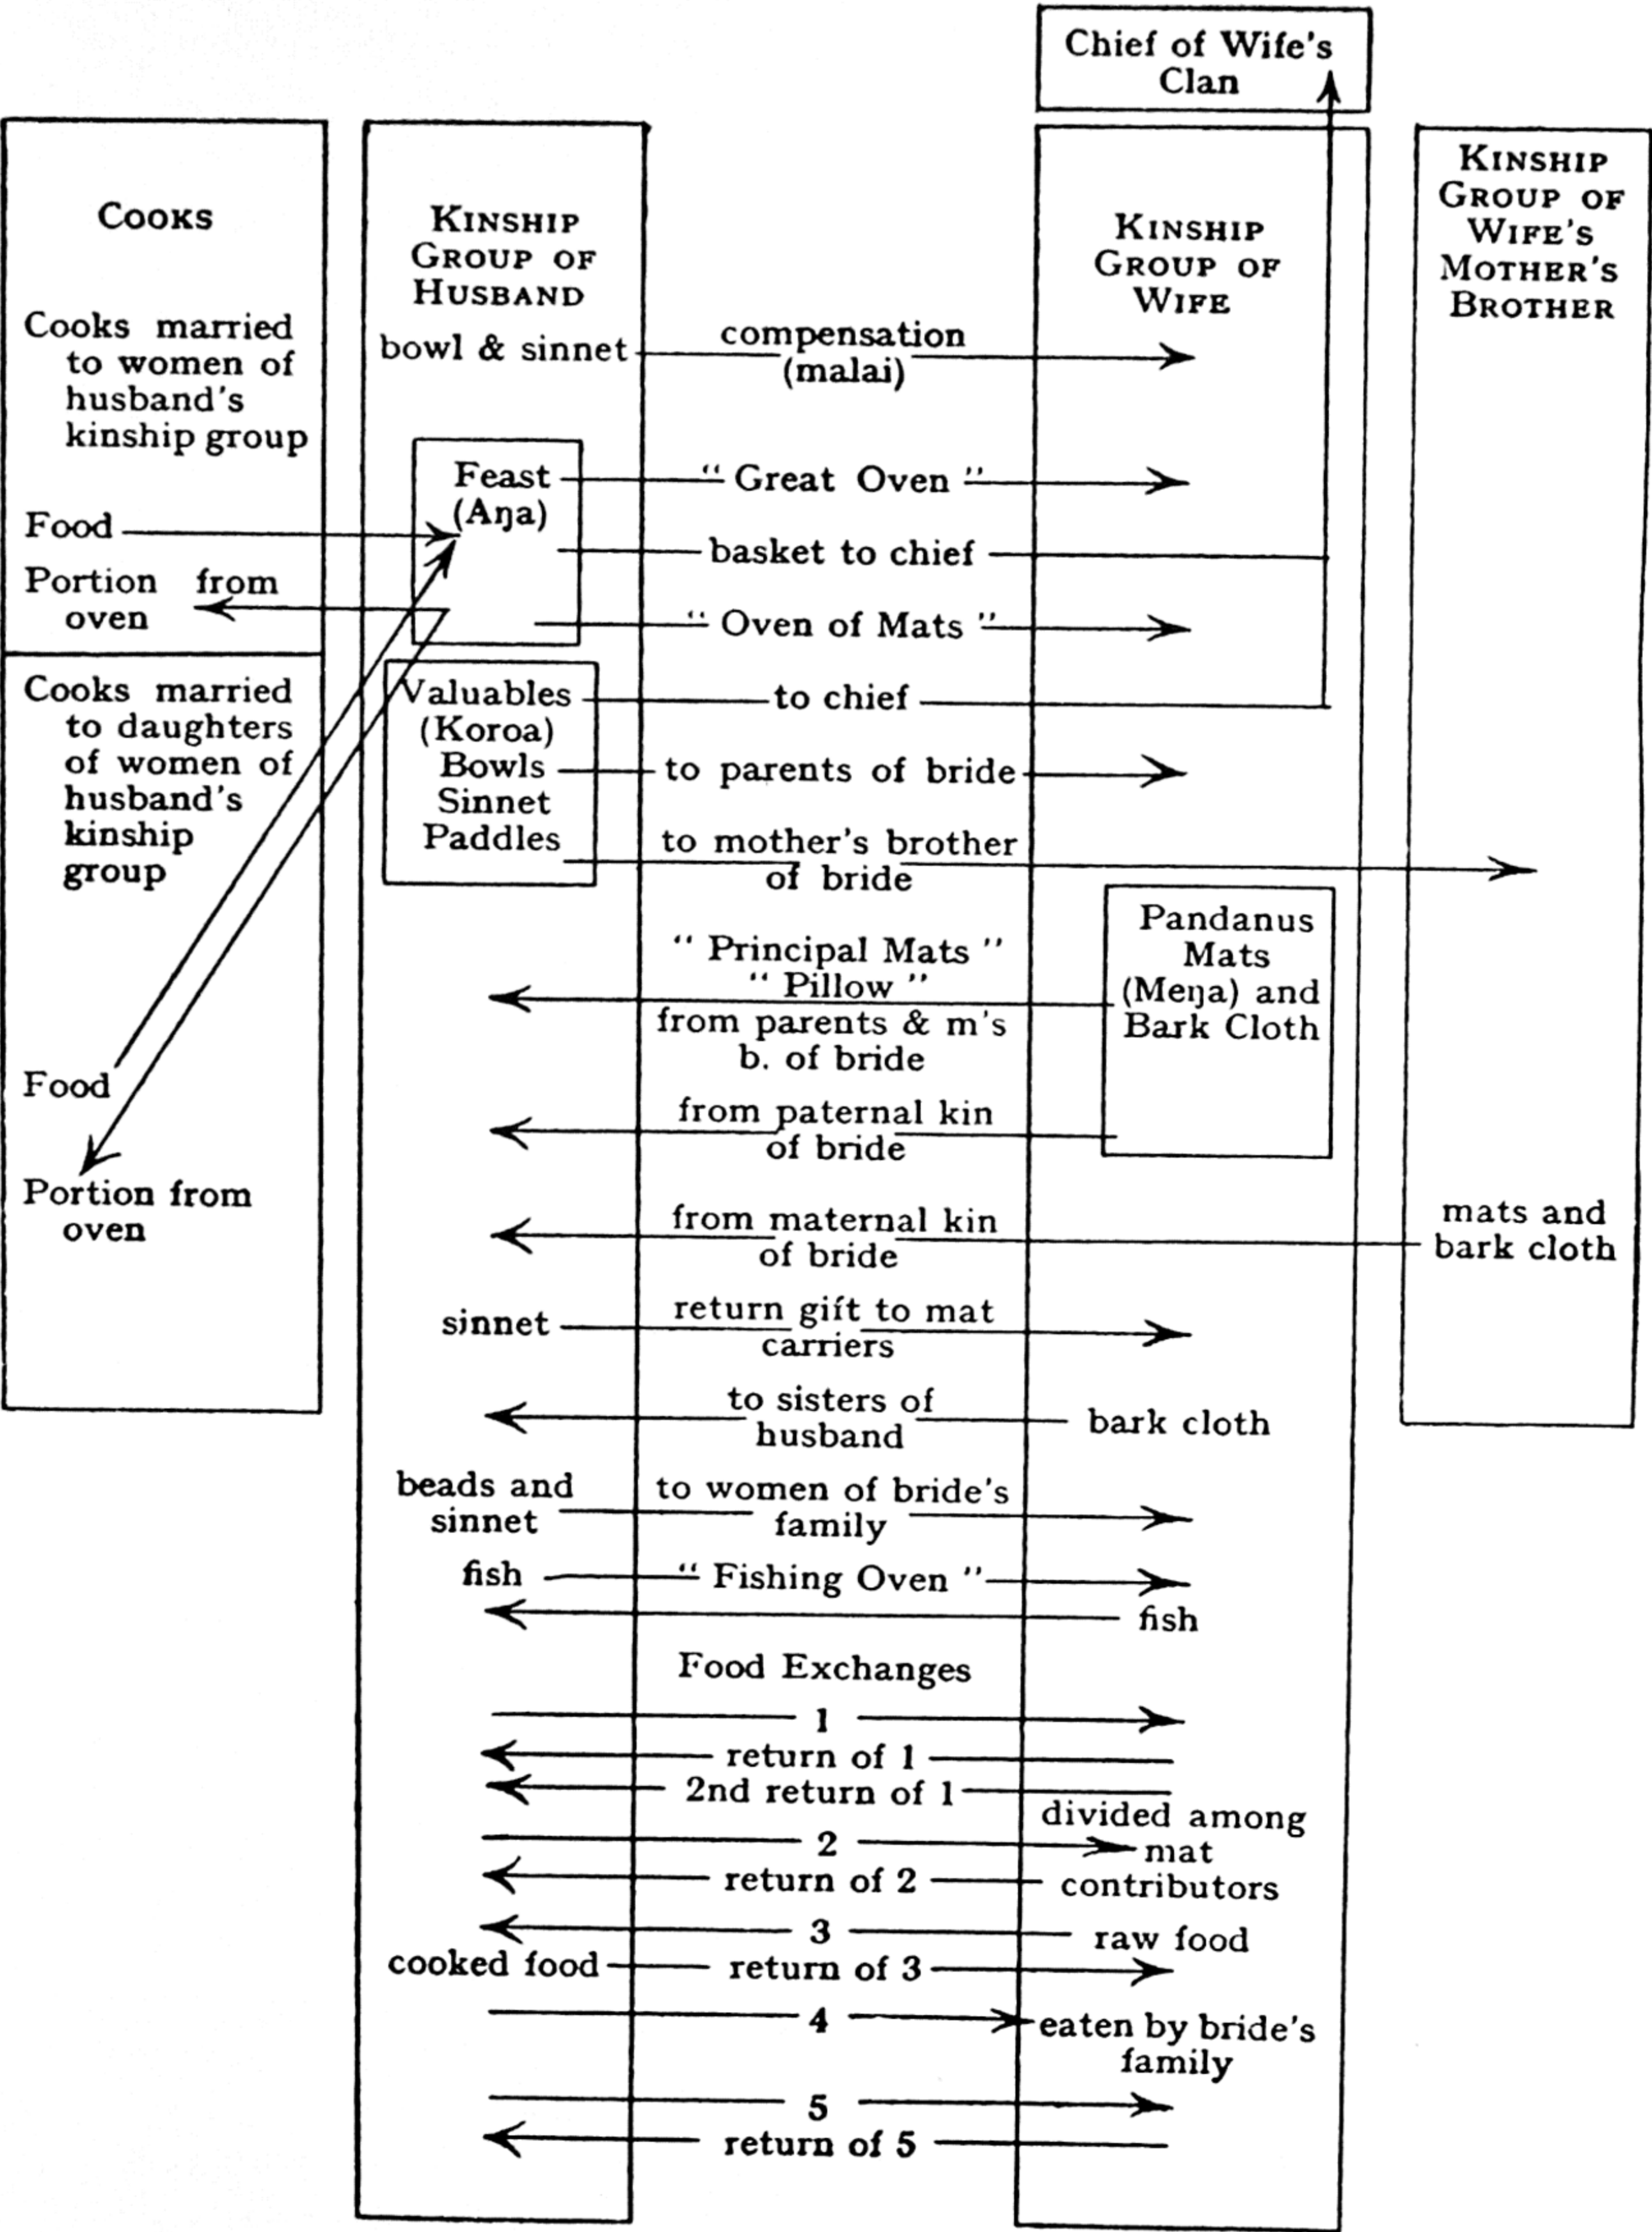 Chief of Wife's
Clan
COOKS
Cooks married
to women of
husband's
kinship group
Food
Portion from
oven
Cooks married
to daughters
of women of
husband's
kinship
group
Food
Portion from
oven
KINSHIP
GROUP OF
HUSBAND
bowl & sinnet
Feast
(Aŋa)
Valuables
(Koroa)
Bowls
Sinnet
Paddles
sinnet
beads and
sinnet
fish
cooked food
compensation
(malai)
“ Great Oven ”
basket to chief
“ Oven of Mats ”
to chief
to parents of bride
to mother's brother
of bride
“ Principal Mats ”
“ Pillow ”
from parents & m's
b. of bride
from paternal kin
of bride
from maternal kin
of bride
return gift to mat
carriers
to sisters of
husband
to women of bride's
family
“ Fishing Oven ”
Food Exchanges
1
return of 1
2nd return of 1
2
return of 2
3
return of 3
4
5
return of 5
KINSHIP
GROUP OF
WIFE
Pandanus
Mats
(Meŋa) and
Bark Cloth
bark cloth
fish
divided among
mat
contributors
raw food
eaten by bride's
family
KINSHIP
GROUP OF
WIFE'S
MOTHER'S
BROTHER
mats and
bark cloth